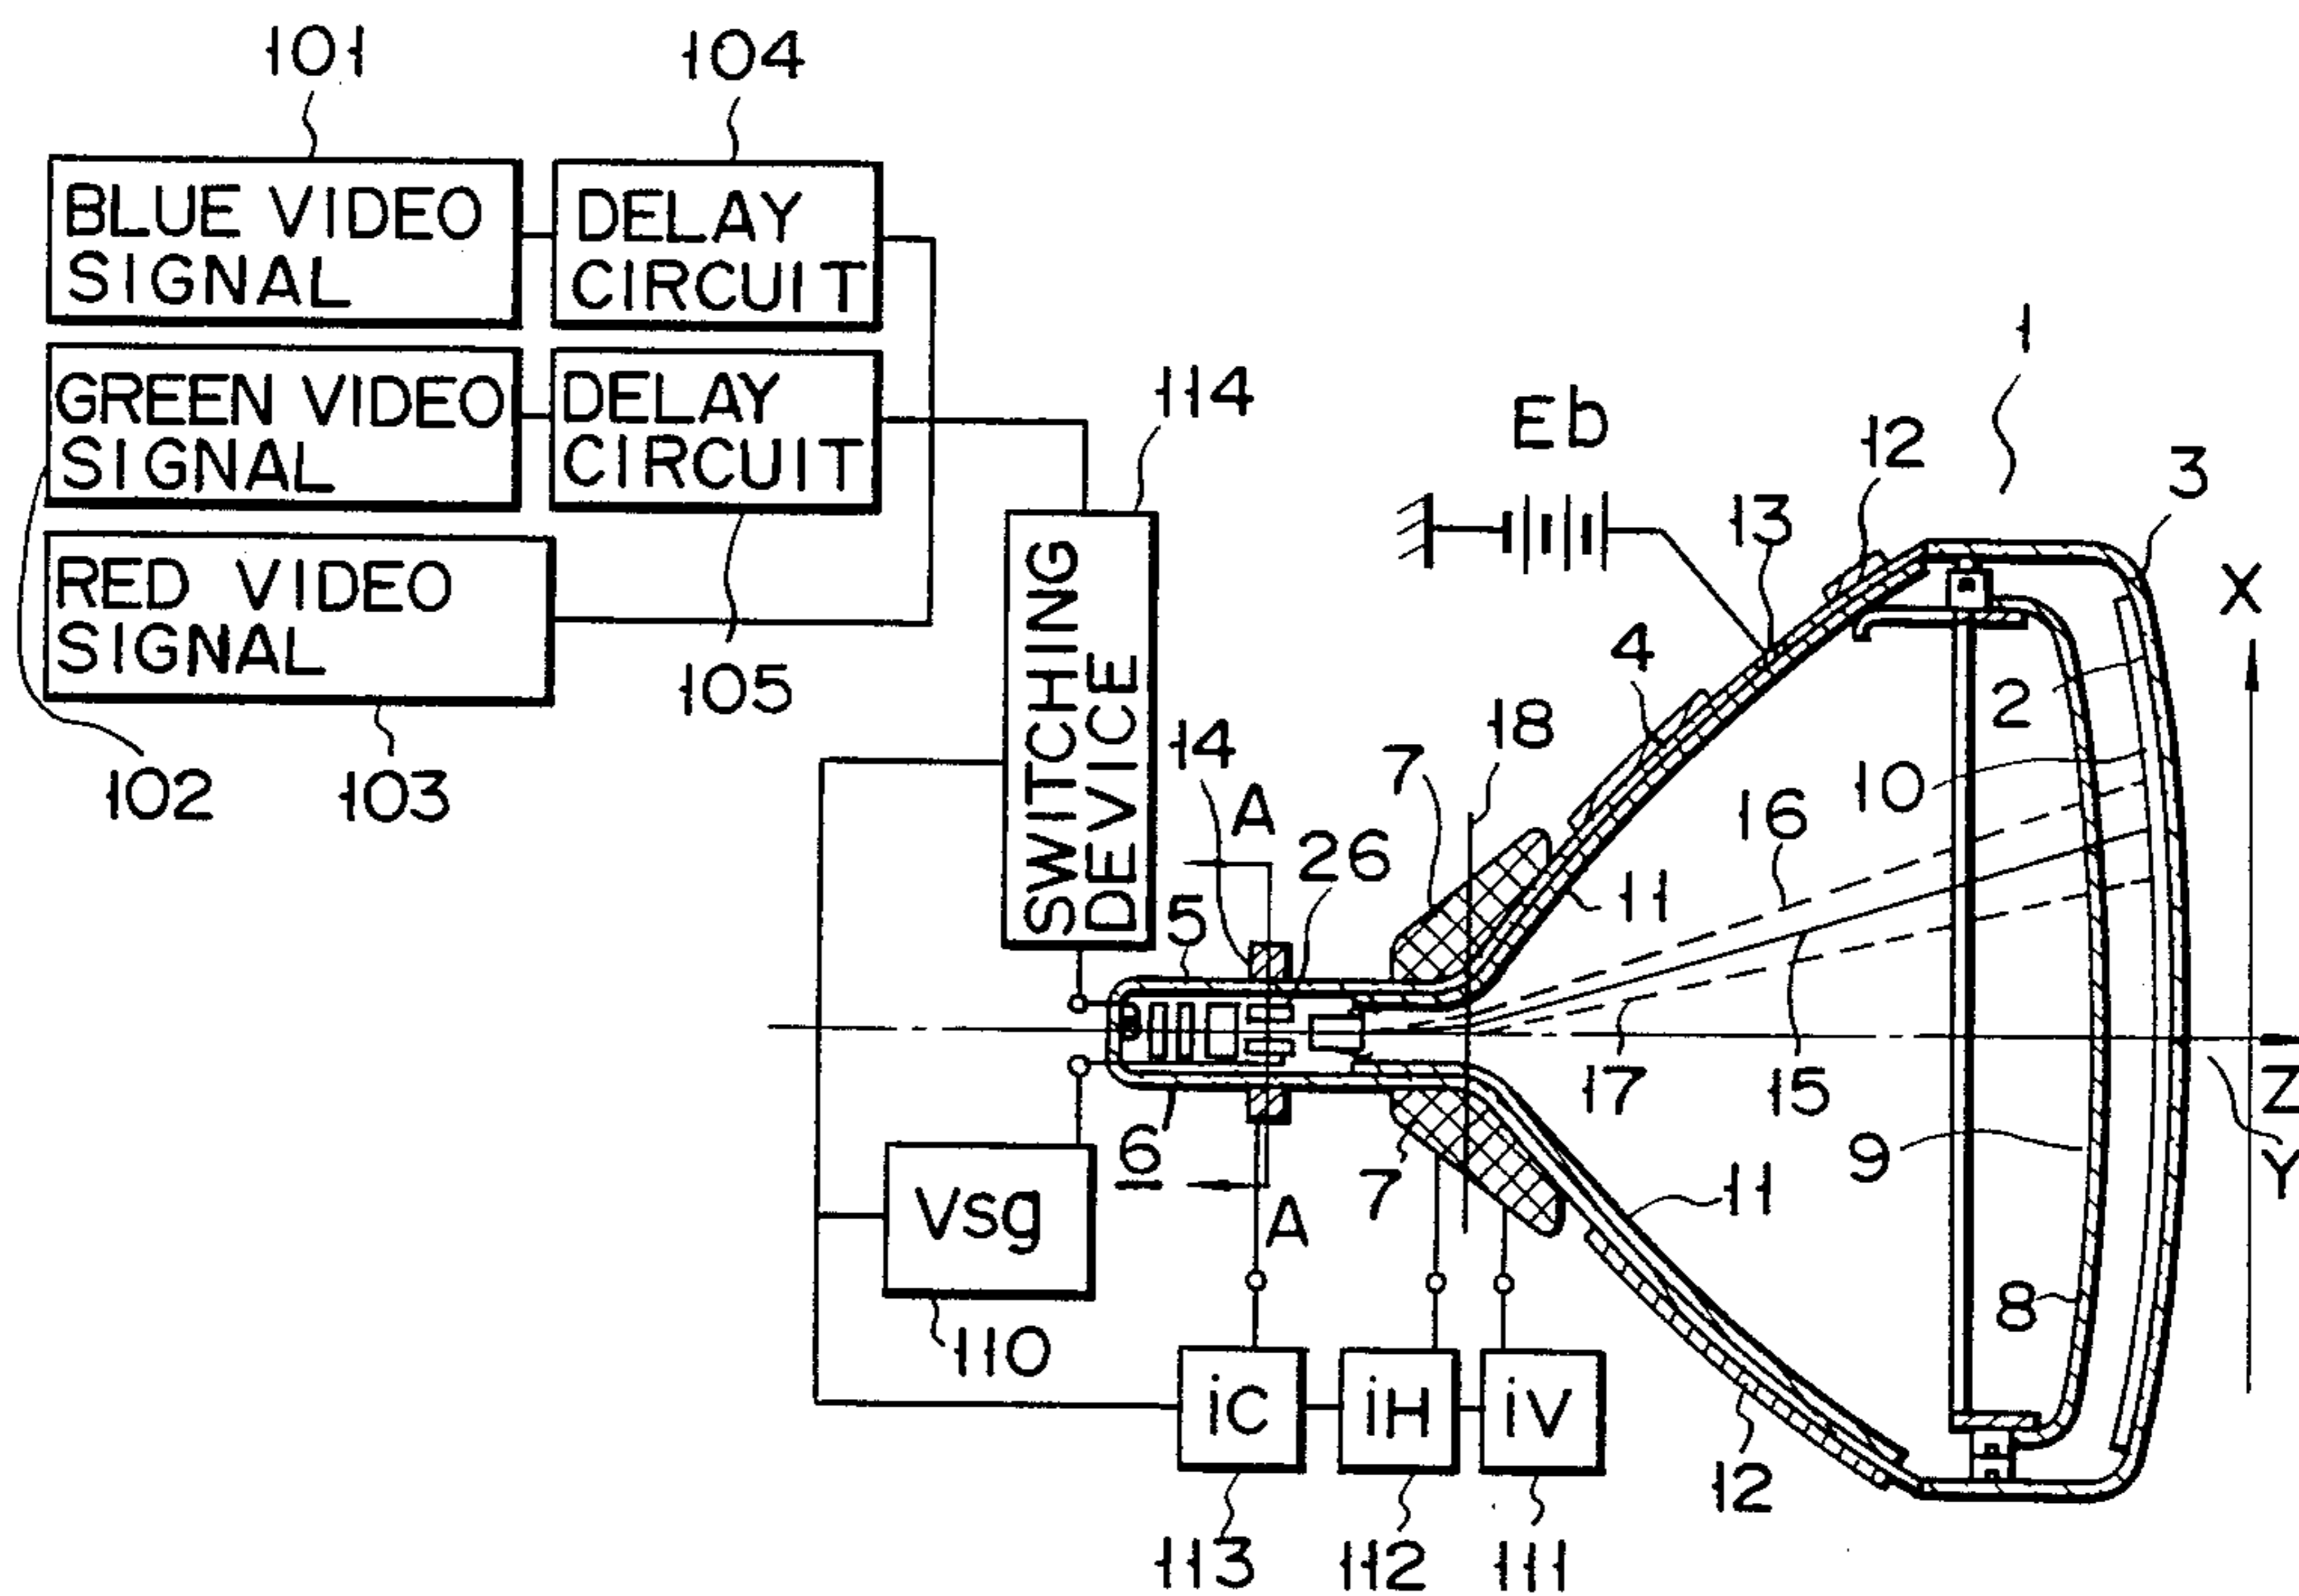 101
104
BLUE VIDEO
SIGNAL
DELAY
CIRCUIT
GREEN VIDEO
SIGNAL
DELAY
CIRCUIT
RED VIDEO
SIGNAL
102
103
105
114
SWITCHING
DEVICE
Eb
1
12
3
13
X
4
2
18
14
7
10
A
16
26
5
11
17
15
Z
6
9
Y
7
Vsg
A
11
8
110
iC
iH
iV
12
113
112
111